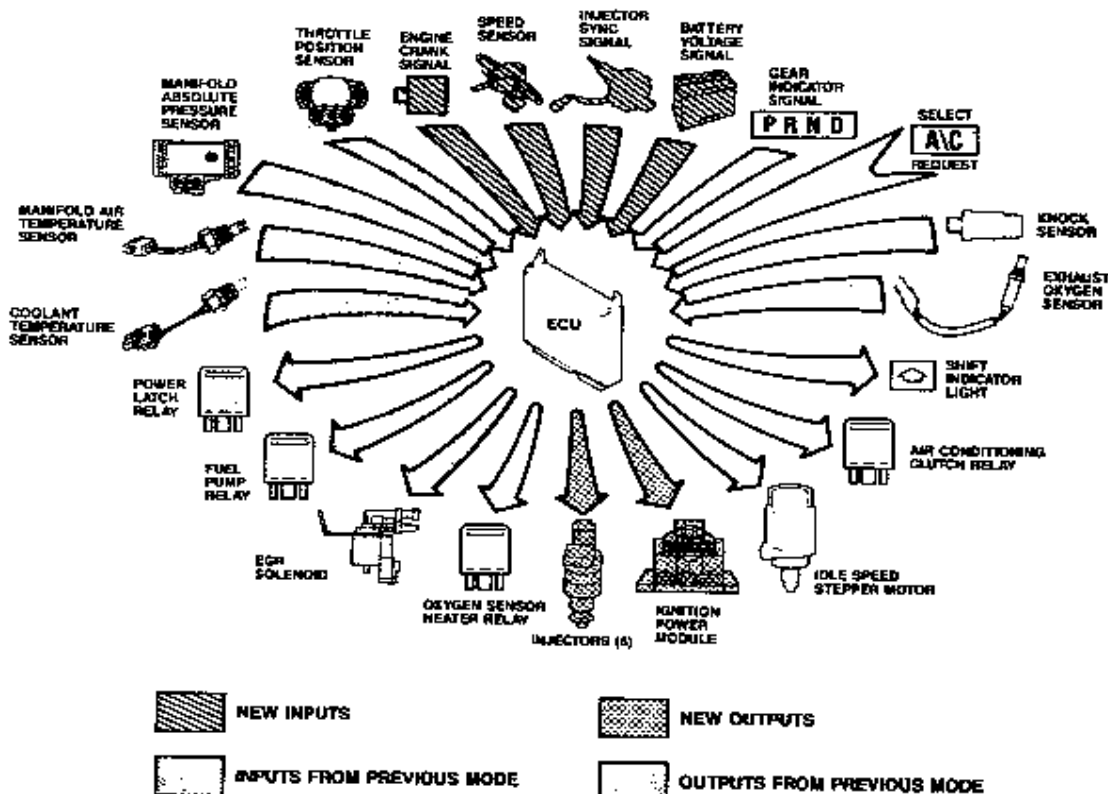 THROTTLE
POSITION
SENSOR
ENGINE
CRANK
SIGNAL
SPEED
SENSOR
INJECTOR
SYNC
SIGNAL
BATTERY
VOLTAGE
SIGNAL
GEAR
INDICATOR
SIGNAL
P R N D
SELECT
A\C
REQUEST
MANIFOLD
ABSOLUTE
PRESSURE
SENSOR
MANIFOLD AIR
TEMPERATURE
SENSOR
KNOCK
SENSOR
COOLANT
TEMPERATURE
SENSOR
EXHAUST
OXYGEN
SENSOR
ECU
POWER
LATCH
RELAY
SHIFT
INDICATOR
LIGHT
FUEL
PUMP
RELAY
AIR CONDITIONING
CLUTCH RELAY
EGR
SOLENOID
OXYGEN SENSOR
HEATER RELAY
INJECTORS (6)
IGNITION
POWER
MODULE
IDLE SPEED
STEPPER MOTOR
NEW INPUTS
NEW OUTPUTS
INPUTS FROM PREVIOUS MODE
OUTPUTS FROM PREVIOUS MODE